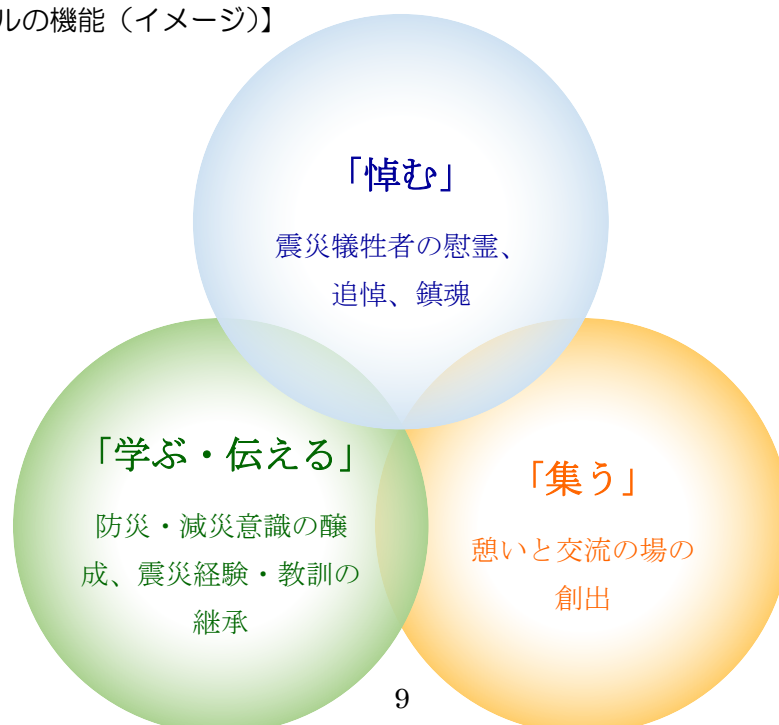 ルの機能（イメージ)】
「悼む」
震災犠牲者の慰霊、
追悼、鎮魂
「学ぶ・伝える」
防災・減災意識の醸
成、震災経験・教訓の
継承
「集う」
憩いと交流の場の
創出
9